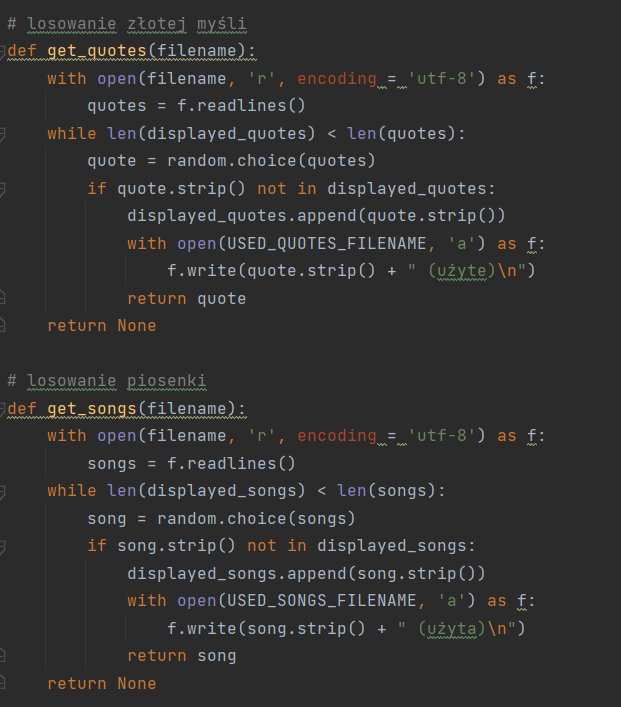 # losowanie złotej myśli
def get_quotes(filename):
    with open(filename, 'r', encoding = 'utf-8') as f:
        quotes = f.readlines()
    while len(displayed_quotes) < len(quotes):
        quote = random.choice(quotes)
        if quote.strip() not in displayed_quotes:
            displayed_quotes.append(quote.strip())
            with open(USED_QUOTES_FILENAME, 'a') as f:
                f.write(quote.strip() + " (użyte)\n")
            return quote
    return None

# losowanie piosenki
def get_songs(filename):
    with open(filename, 'r', encoding = 'utf-8') as f:
        songs = f.readlines()
    while len(displayed_songs) < len(songs):
        song = random.choice(songs)
        if song.strip() not in displayed_songs:
            displayed_songs.append(song.strip())
            with open(USED_SONGS_FILENAME, 'a') as f:
                f.write(song.strip() + " (użyta)\n")
            return song
    return None